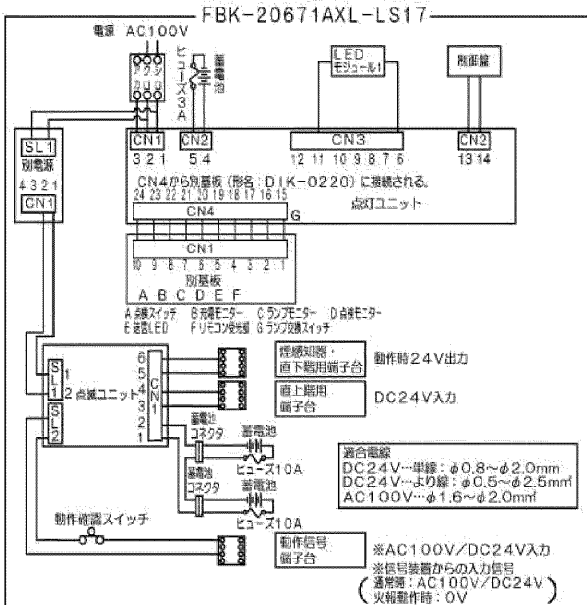 FBK-20671AXL-LS17
電源 AC100V
ヒューズ3A
蓄電池
LED
モジュール1
制御盤
SL1
別電源
4 3 2 1
CN1
CN1
3 2 1
CN2
5 4
CN3
12 11 10 9 8 7 6
CN2
13 14
CN4から別基板(形名:DIK-0220)に接続される。
24 23 22 21 20 19 18 17 16 15
CN4
G
点灯ユニット
CN1
10 9 8 7 6 5 4 3 2 1
別基板
A B C D E F
A 点検スイッチ B 充電モニター C ランプモニター D 点検モニター
E 装置LED F リモコン受光部 G ランプ交換スイッチ
SL1
1
2
点滅ユニット
SL2
CN1
6
5
4
3
2
1
煙感知器・
直下階用端子台
動作時24V出力
直上階用
端子台
DC24V入力
蓄電池
コネクタ
蓄電池
ヒューズ10A
蓄電池
コネクタ
蓄電池
ヒューズ10A
適合電線
DC24V…単線:φ0.8~φ2.0mm
DC24V…より線:φ0.5~φ2.5mm²
AC100V…φ1.6~φ2.0mm
動作確認スイッチ
動作信号
端子台
※AC100V/DC24V入力
※信号装置からの入力信号
(通常時:AC100V/DC24V
火報動作時:0V)